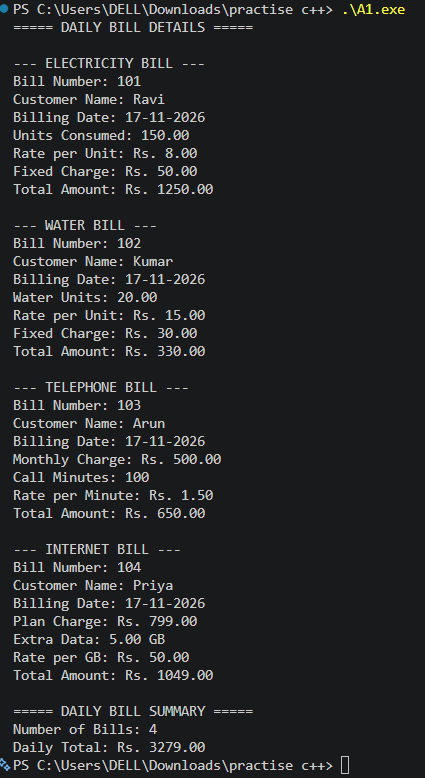 PS C:\Users\DELL\Downloads\practise c++> .\A1.exe
===== DAILY BILL DETAILS =====
--- ELECTRICITY BILL ---
Bill Number: 101
Customer Name: Ravi
Billing Date: 17-11-2026
Units Consumed: 150.00
Rate per Unit: Rs. 8.00
Fixed Charge: Rs. 50.00
Total Amount: Rs. 1250.00
--- WATER BILL ---
Bill Number: 102
Customer Name: Kumar
Billing Date: 17-11-2026
Water Units: 20.00
Rate per Unit: Rs. 15.00
Fixed Charge: Rs. 30.00
Total Amount: Rs. 330.00
--- TELEPHONE BILL ---
Bill Number: 103
Customer Name: Arun
Billing Date: 17-11-2026
Monthly Charge: Rs. 500.00
Call Minutes: 100
Rate per Minute: Rs. 1.50
Total Amount: Rs. 650.00
--- INTERNET BILL ---
Bill Number: 104
Customer Name: Priya
Billing Date: 17-11-2026
Plan Charge: Rs. 799.00
Extra Data: 5.00 GB
Rate per GB: Rs. 50.00
Total Amount: Rs. 1049.00
===== DAILY BILL SUMMARY =====
Number of Bills: 4
Daily Total: Rs. 3279.00
PS C:\Users\DELL\Downloads\practise c++>